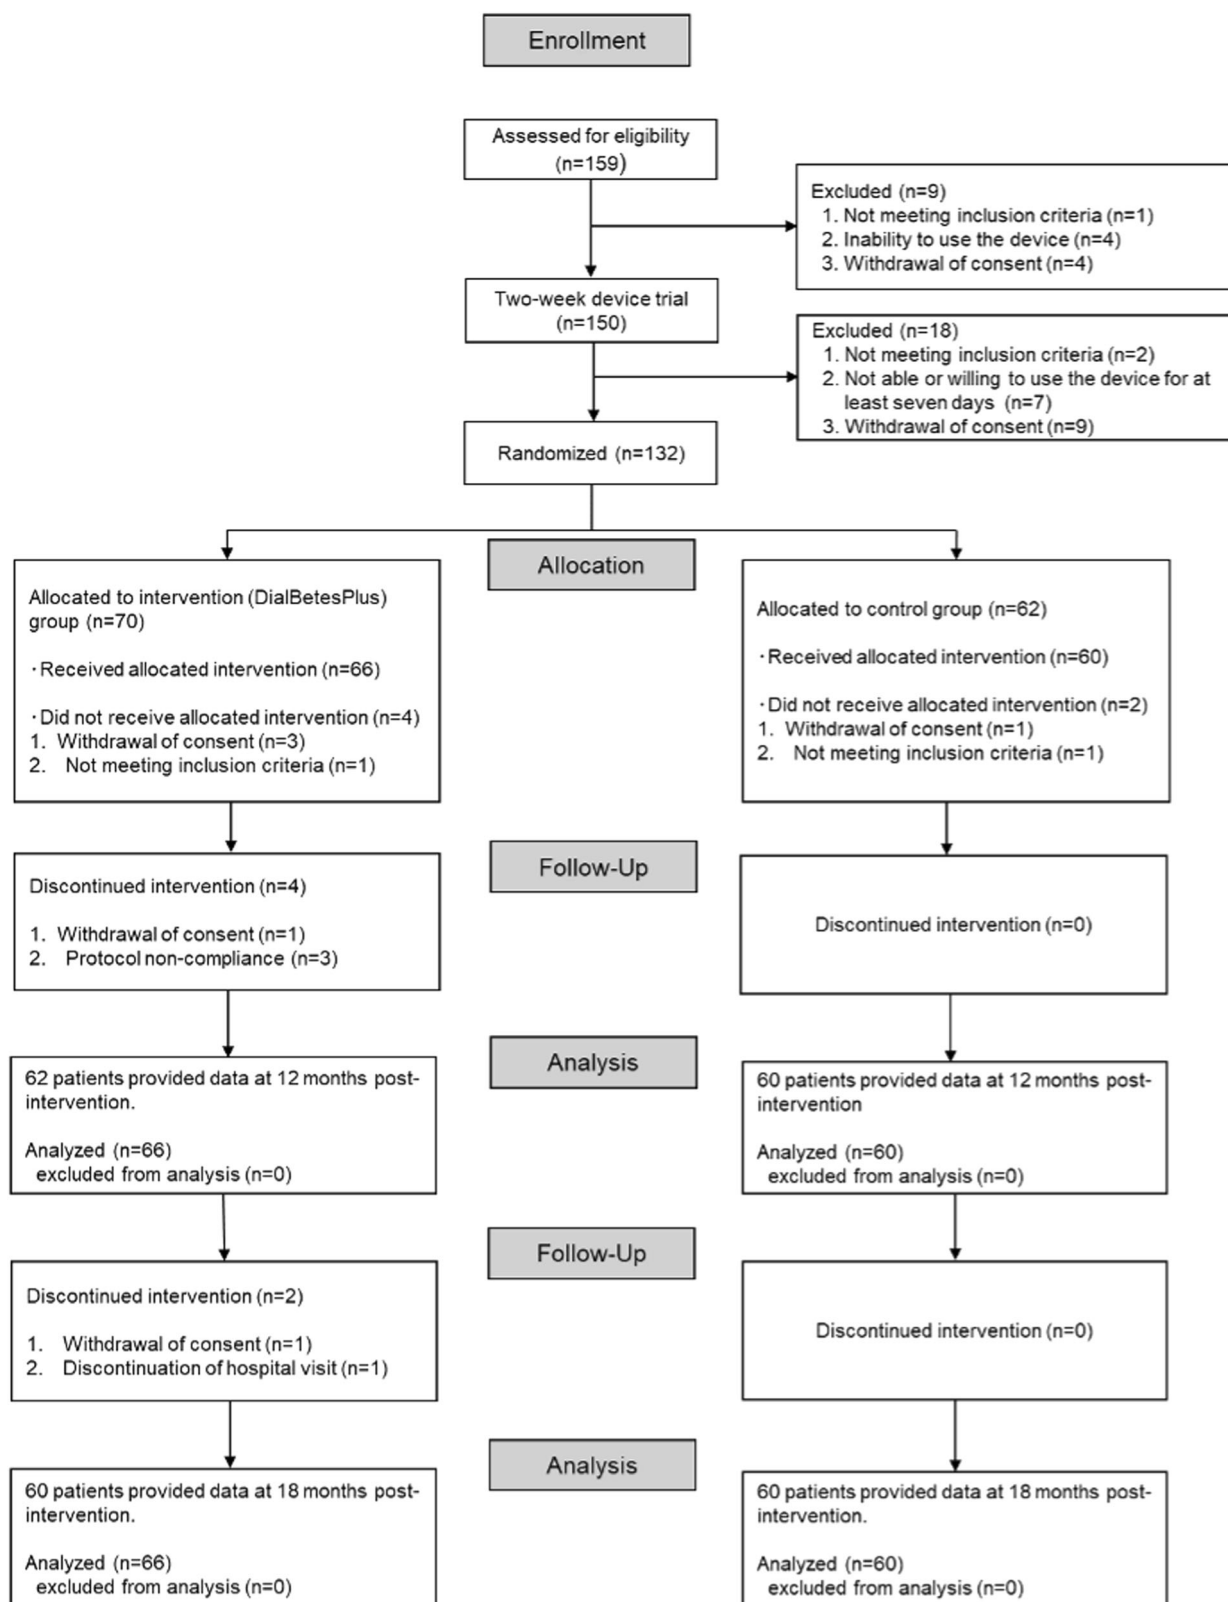 Enrollment
Assessed for eligibility
(n=159)
Excluded (n=9)
1. Not meeting inclusion criteria (n=1)
2. Inability to use the device (n=4)
3. Withdrawal of consent (n=4)
Two-week device trial
(n=150)
Excluded (n=18)
1. Not meeting inclusion criteria (n=2)
2. Not able or willing to use the device for at
least seven days (n=7)
3. Withdrawal of consent (n=9)
Randomized (n=132)
Allocation
Allocated to intervention (DialBetesPlus)
group (n=70)
·Received allocated intervention (n=66)
·Did not receive allocated intervention (n=4)
1. Withdrawal of consent (n=3)
2. Not meeting inclusion criteria (n=1)
Allocated to control group (n=62)
·Received allocated intervention (n=60)
·Did not receive allocated intervention (n=2)
1. Withdrawal of consent (n=1)
2. Not meeting inclusion criteria (n=1)
Follow-Up
Discontinued intervention (n=4)
1. Withdrawal of consent (n=1)
2. Protocol non-compliance (n=3)
Discontinued intervention (n=0)
Analysis
62 patients provided data at 12 months post-
intervention.
Analyzed (n=66)
excluded from analysis (n=0)
60 patients provided data at 12 months post-
intervention
Analyzed (n=60)
excluded from analysis (n=0)
Follow-Up
Discontinued intervention (n=2)
1. Withdrawal of consent (n=1)
2. Discontinuation of hospital visit (n=1)
Discontinued intervention (n=0)
Analysis
60 patients provided data at 18 months post-
intervention.
Analyzed (n=66)
excluded from analysis (n=0)
60 patients provided data at 18 months post-
intervention.
Analyzed (n=60)
excluded from analysis (n=0)